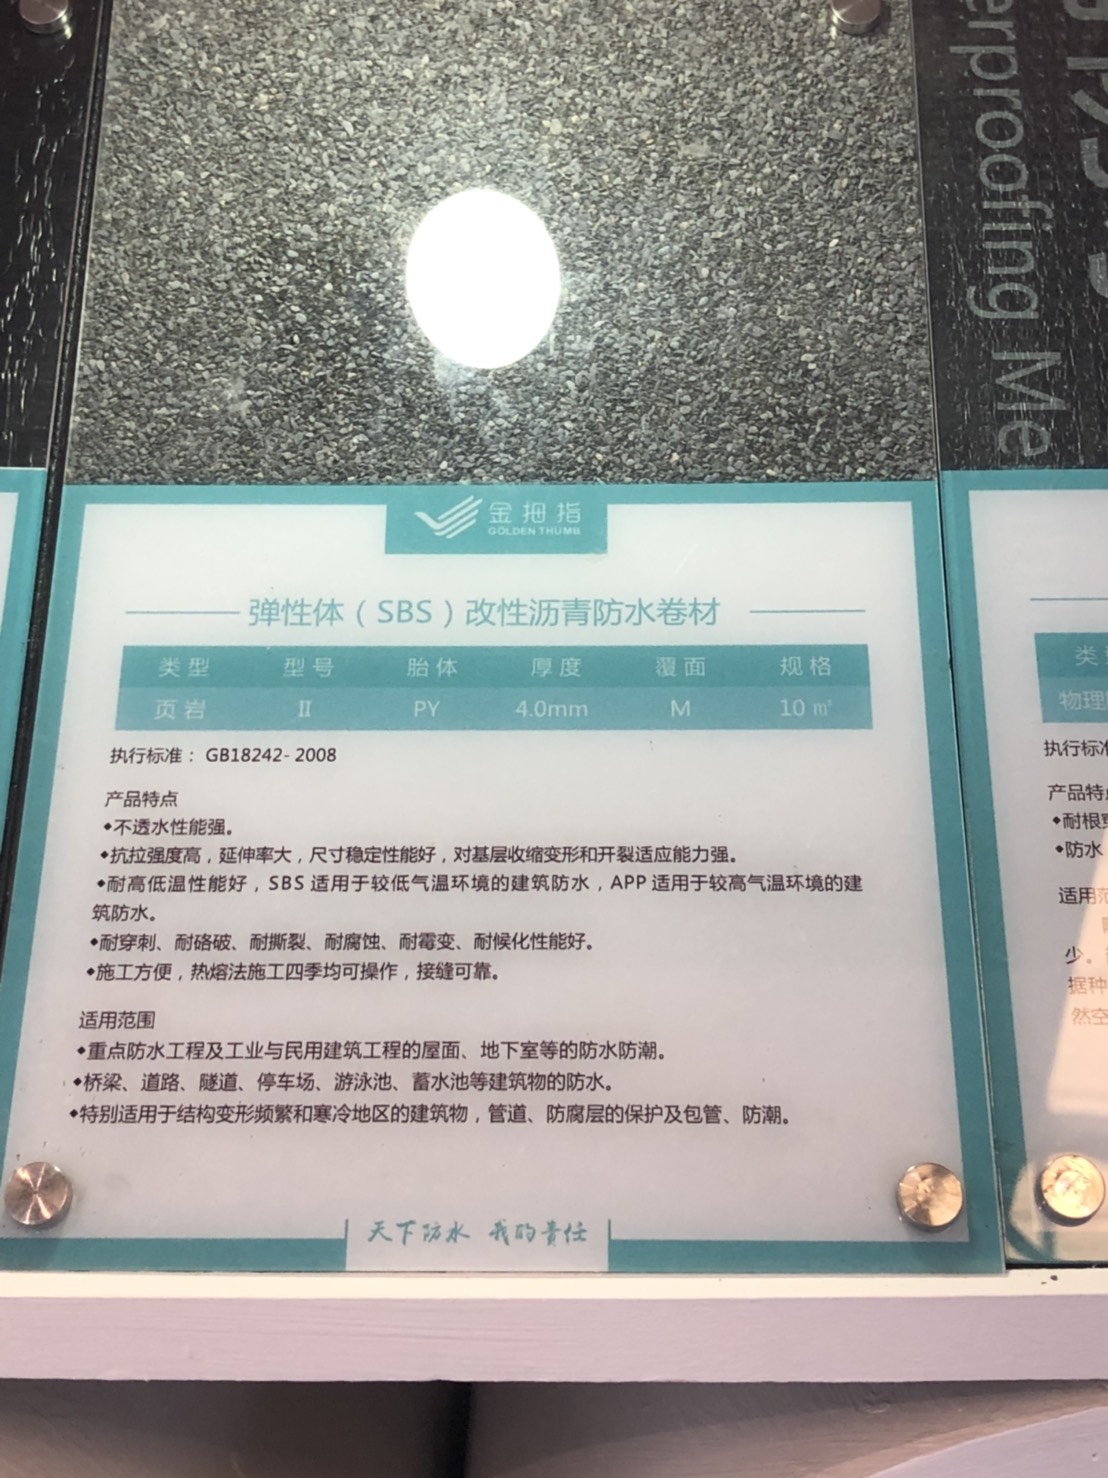 erproofing Me
金拇指
GOLDEN THUMB
弹性体（SBS）改性沥青防水卷材
类型 型号 胎体 厚度 覆面 规格
页岩 Ⅱ PY 4.0mm M 10 ㎡
执行标准： GB18242- 2008
产品特点
◆不透水性能强。
◆抗拉强度高，延伸率大，尺寸稳定性能好，对基层收缩变形和开裂适应能力强。
◆耐高低温性能好，SBS 适用于较低气温环境的建筑防水，APP 适用于较高气温环境的建
筑防水。
◆耐穿刺、耐硌破、耐撕裂、耐腐蚀、耐霉变、耐候化性能好。
◆施工方便，热熔法施工四季均可操作，接缝可靠。
适用范围
◆重点防水工程及工业与民用建筑工程的屋面、地下室等的防水防潮。
◆桥梁、道路、隧道、停车场、游泳池、蓄水池等建筑物的防水。
◆特别适用于结构变形频繁和寒冷地区的建筑物，管道、防腐层的保护及包管、防潮。
天下防水 我的责任
类
物理
执行标
产品特
◆耐根
◆防水
适用范
少。
据种
然空